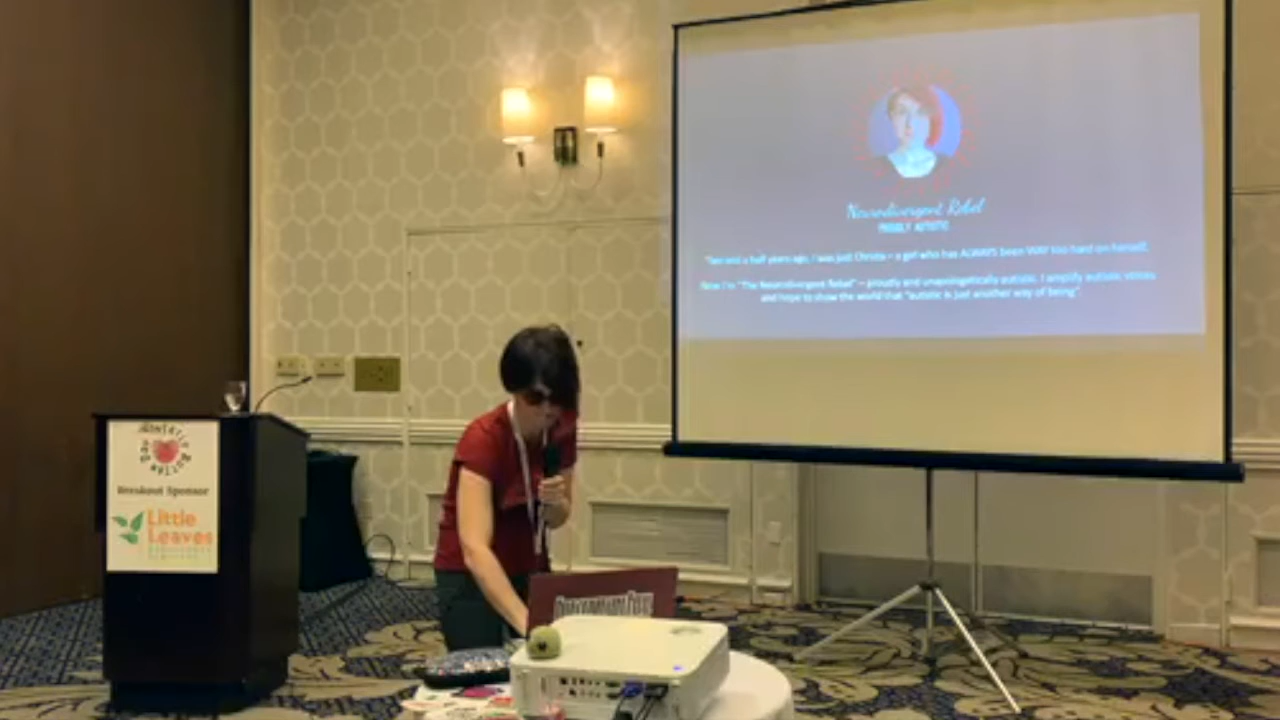 Neurodivergent Rebel
PROUDLY AUTISTIC
"Two and a half years ago, I was just Christa – a girl who has ALWAYS been WAY too hard on herself.
Now I'm "The Neurodivergent Rebel" – proudly and unapologetically autistic. I amplify autistic voices,
and hope to show the world that "autistic is just another way of being"
Breakout Sponsor
Little
Leaves